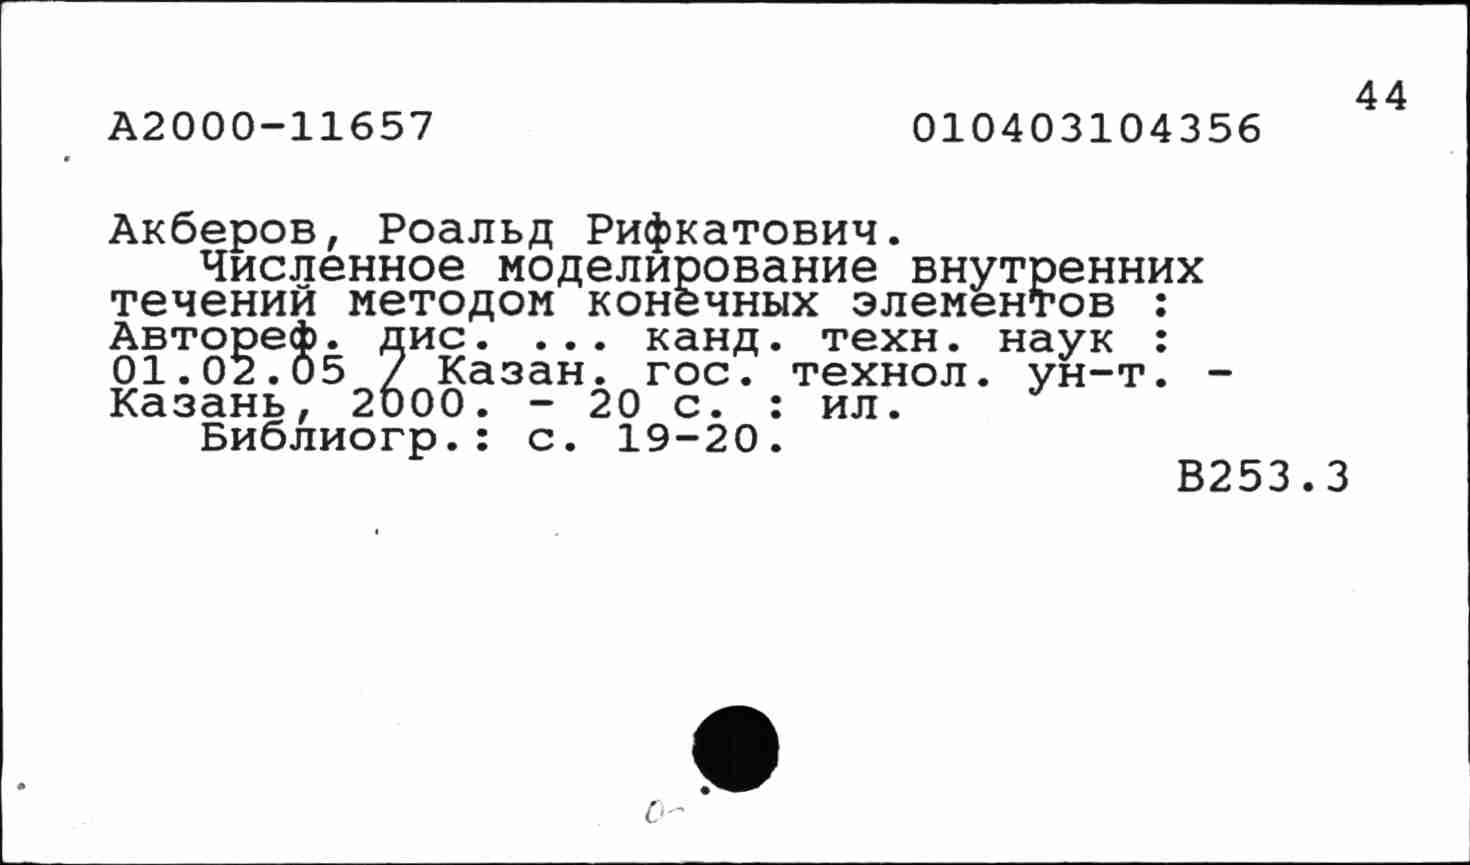 44
А2000-11657 010403104356
Акберов, Роальд Рифкатович.
Численное моделирование внутренних
течений методом конечных элементов :
Автореф. дис. ... канд. техн. наук :
01.02.05 / Казан. гос. технол. ун-т. -
Казань, 2000. - 20 с. : ил.
Библиогр.: с. 19-20.
В253.3